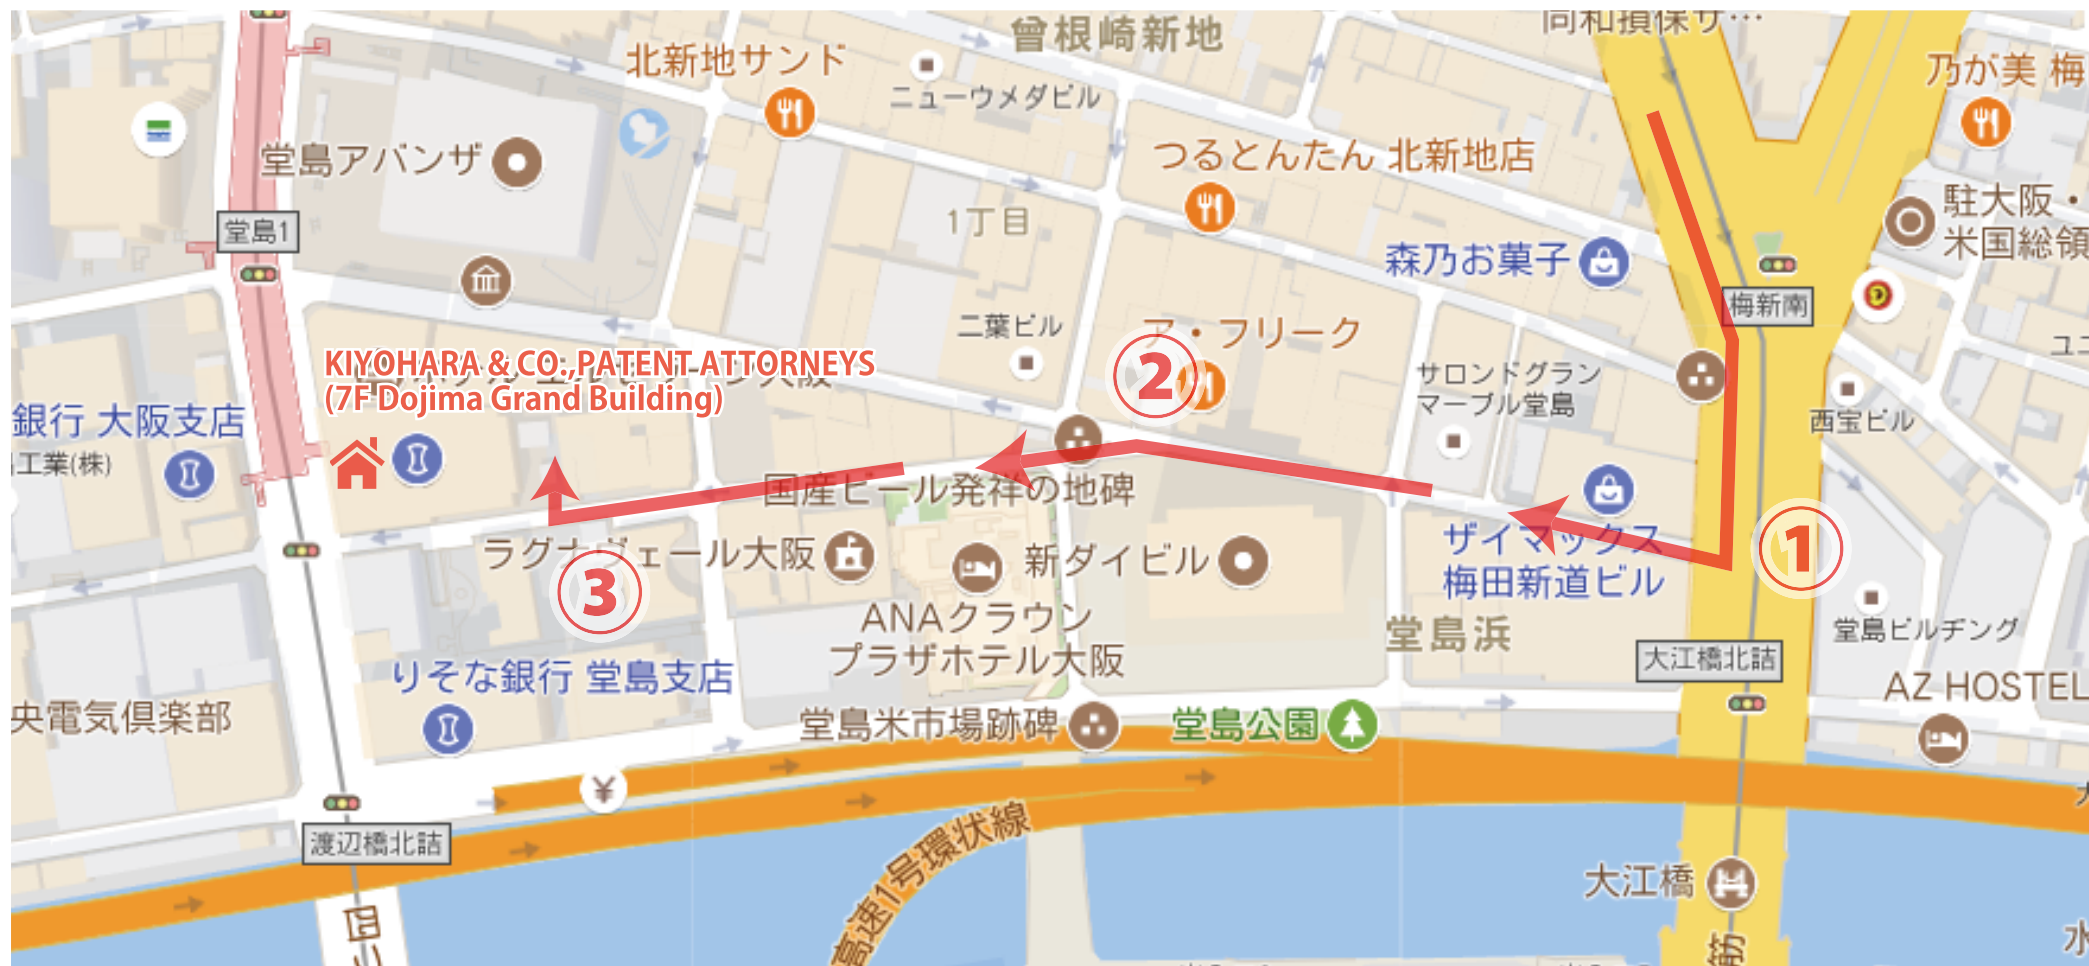 曾根崎新地
同和損保サ…
北新地サンド
ニューウメダビル
乃が美 梅
堂島アバンザ
つるとんたん 北新地店
堂島1
1丁目
駐大阪・
米国総領
森乃お菓子
梅新南
二葉ビル
ア・フリーク
KIYOHARA & CO.,PATENT ATTORNEYS
(7F Dojima Grand Building)
②
サロンドグラン
マーブル堂島
ユニ
西宝ビル
銀行 大阪支店
工業(株)
国産ビール発祥の地碑
ザイマックス
梅田新道ビル
①
ラグナヴェール大阪
新ダイビル
③
ANAクラウン
プラザホテル大阪
堂島浜
堂島ビルヂング
大江橋北詰
りそな銀行 堂島支店
AZ HOSTEL
央電気倶楽部
堂島米市場跡碑
堂島公園
¥
渡辺橋北詰
高速1号環状線
大江橋
水